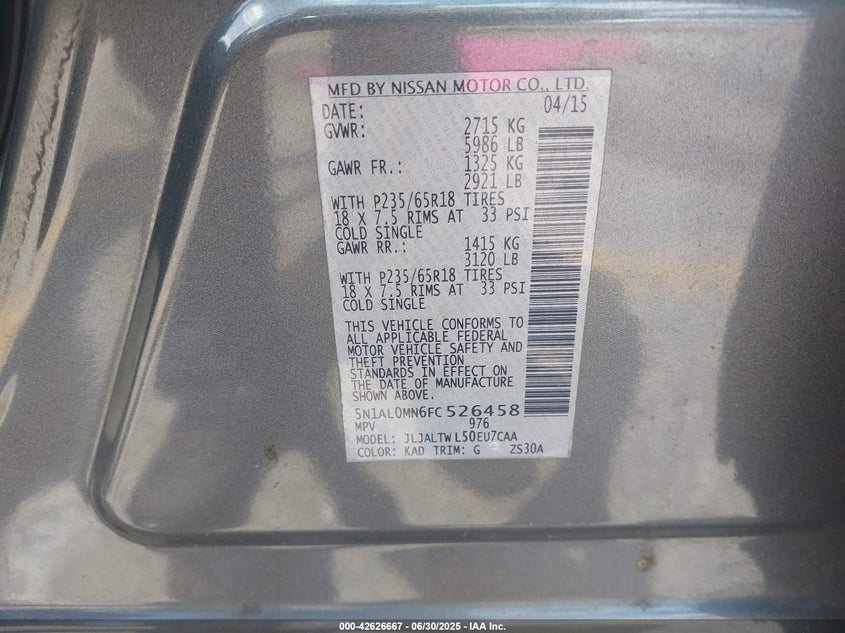 MFD BY NISSAN MOTOR CO., LTD.
DATE: 04/15
GVWR: 2715 KG
5986 LB
GAWR FR.: 1325 KG
2921 LB
WITH P235/65R18 TIRES
18 X 7.5 RIMS AT 33 PSI
COLD SINGLE
GAWR RR.: 1415 KG
3120 LB
WITH P235/65R18 TIRES
18 X 7.5 RIMS AT 33 PSI
COLD SINGLE
THIS VEHICLE CONFORMS TO
ALL APPLICABLE FEDERAL
MOTOR VEHICLE SAFETY AND
THEFT PREVENTION
STANDARDS IN EFFECT ON
THE DATE OF MANUFACTURE
SHOWN ABOVE.
5N1AL0MN6FC526458
MPV 976
MODEL: JLJALTWL50EU7CAA
COLOR: KAD TRIM: G ZS30A
000-42626667 - 06/30/2025 - IAA Inc.